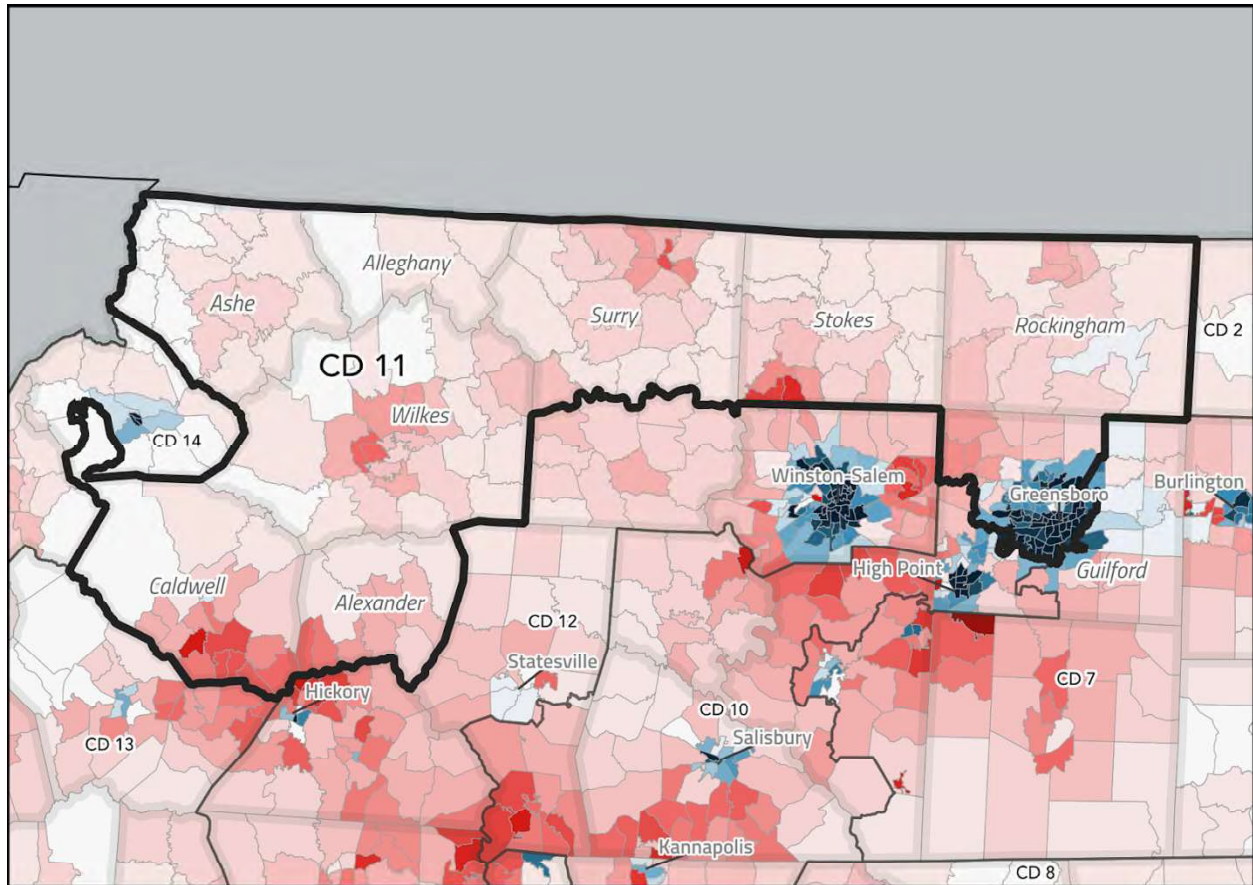 Alleghany
Ashe
Surry
Stokes
Rockingham
CD 2
CD 11
Wilkes
CD 14
Winston-Salem
Greensboro
Burlington
High Point
Guilford
Caldwell
Alexander
CD 12
Statesville
Hickory
CD 7
CD 10
CD 13
Salisbury
Kannapolis
CD 8